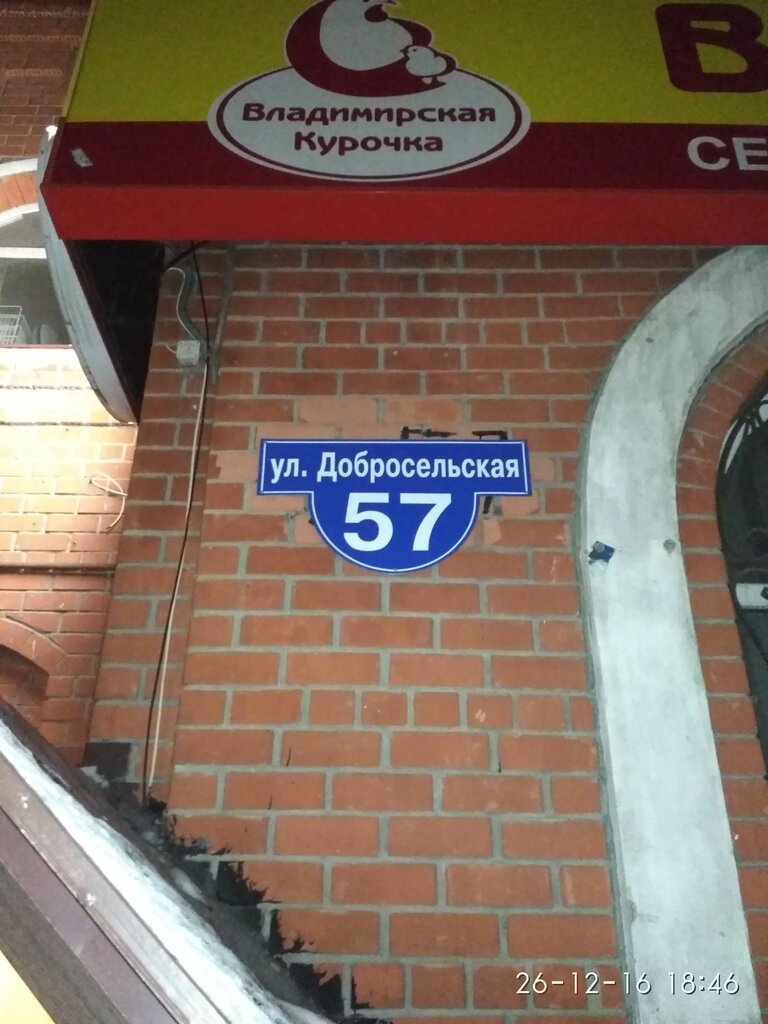 Владимирская
Курочка
ул. Добросельская
57
26-12-16 18:46